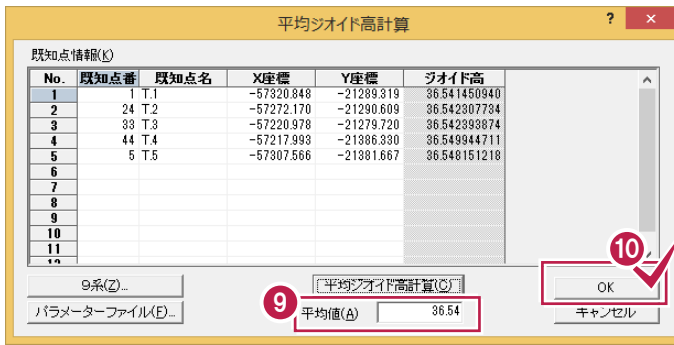 平均ジオイド高計算 ? ×
既知点情報(K)
No. 既知点番 既知点名 X座標 Y座標 ジオイド高
1 1 T.1 -57320.848 -21289.319 36.541450940
2 24 T.2 -57272.170 -21290.609 36.542307734
3 33 T.3 -57220.978 -21279.720 36.542393874
4 44 T.4 -57217.993 -21386.330 36.549944711
5 5 T.5 -57307.566 -21381.667 36.548151218
6
7
8
9
10
11
12
10
9系(Z)... 平均ジオイド高計算(C) OK
9
パラメーターファイル(F)... 平均値(A) 36.54 キャンセル